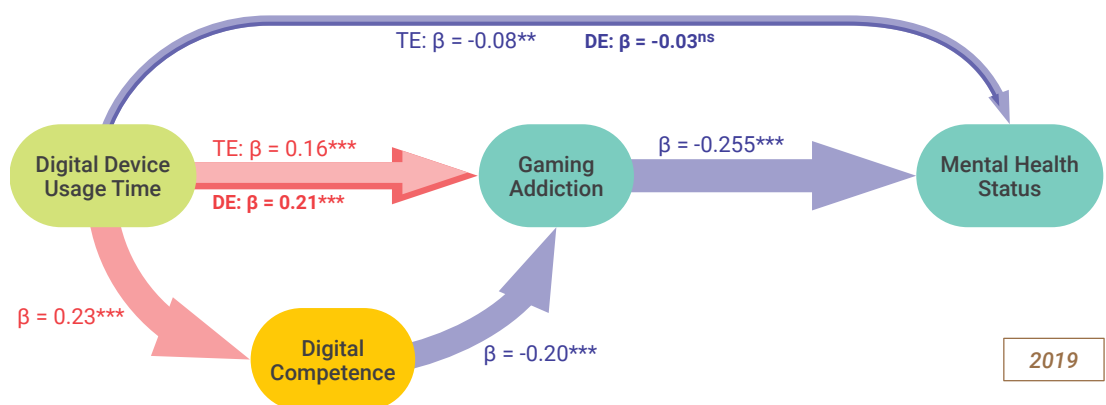 TE: β = -0.08** DE: β = -0.03ns
Digital Device
Usage Time
TE: β = 0.16***
DE: β = 0.21***
Gaming
Addiction
β = -0.255***
Mental Health
Status
β = 0.23***
Digital
Competence
β = -0.20***
2019